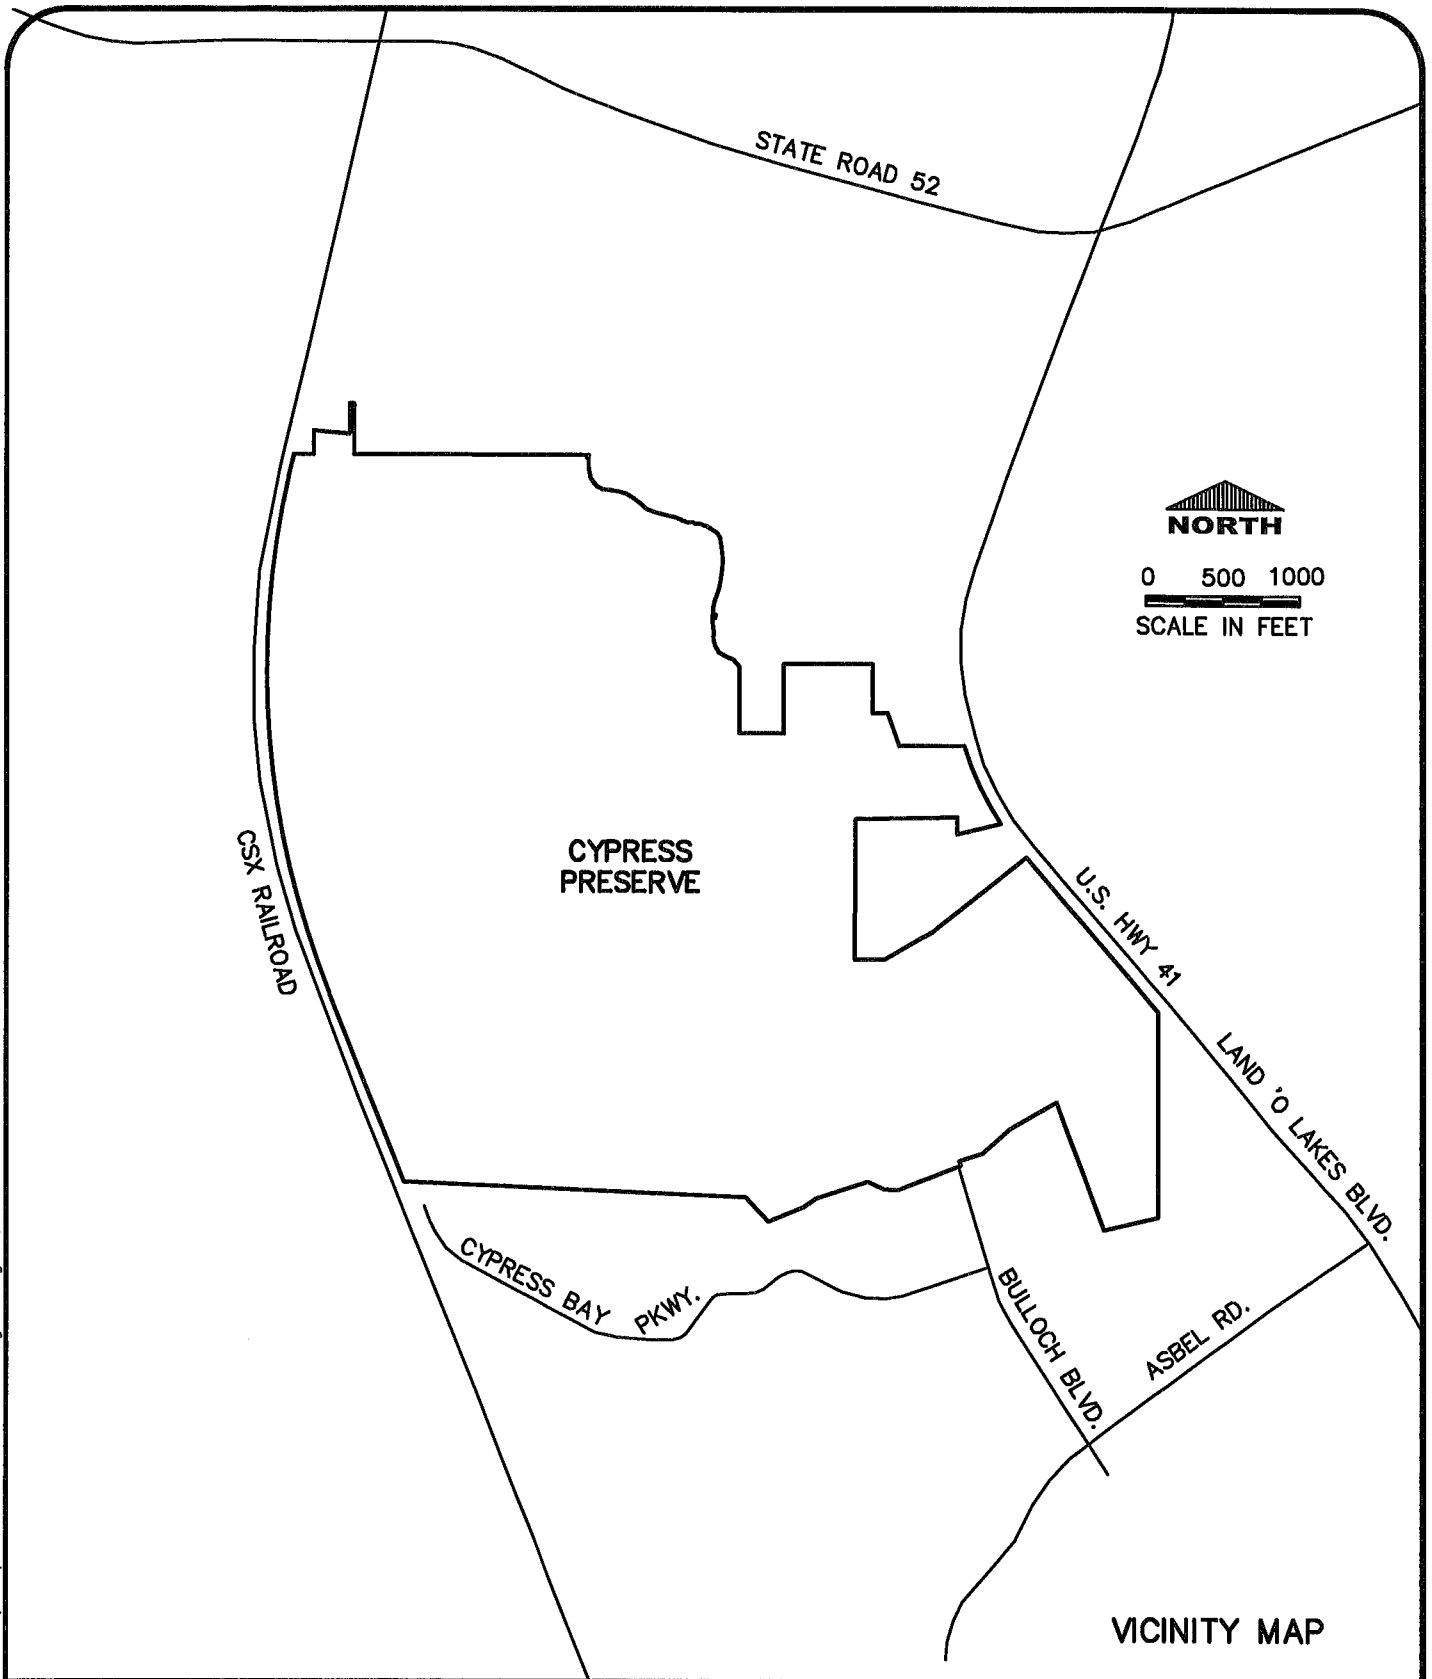 STATE ROAD 52
NORTH
0 500 1000
SCALE IN FEET
CYPRESS
PRESERVE
CSX RAILROAD
U.S. HWY 41
LAND 'O LAKES BLVD.
CYPRESS BAY PKWY.
BULLOCH BLVD.
ASBEL RD.
VICINITY MAP